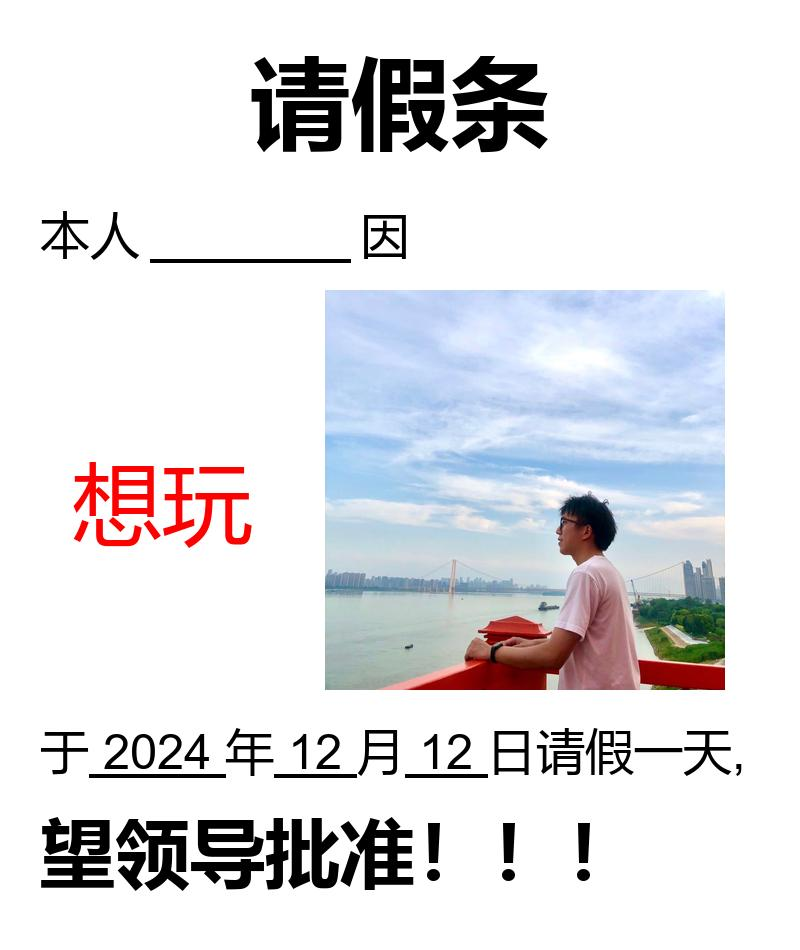 请假条
本人 ________ 因
想玩
于 2024 年 12 月 12 日请假一天,
望领导批准！！！